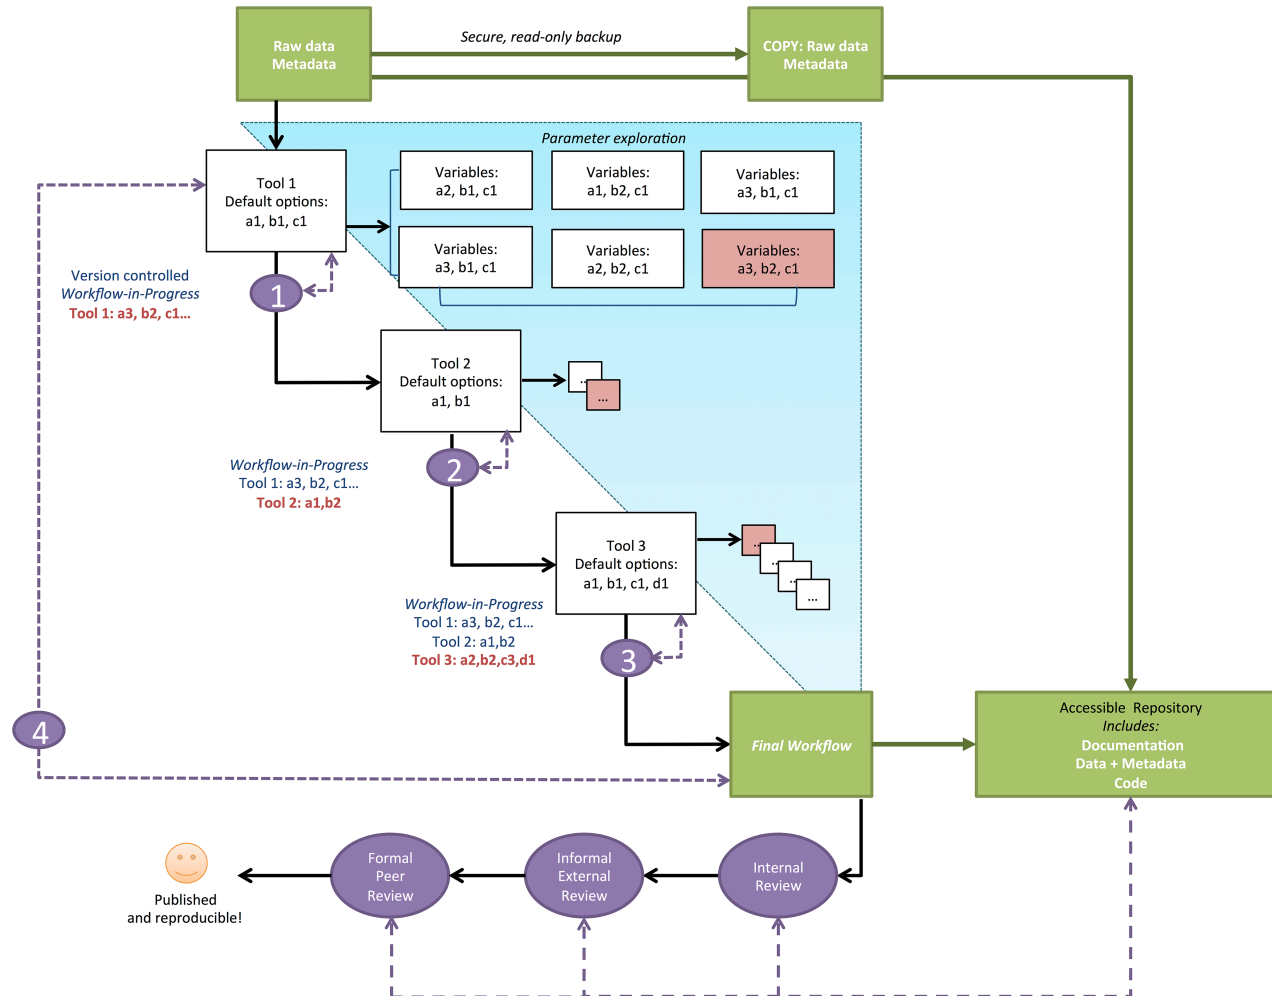 Raw data
Metadata
Secure, read-only backup
COPY: Raw data
Metadata
Parameter exploration
Tool 1
Default options:
a1, b1, c1
Variables:
a2, b1, c1
Variables:
a1, b2, c1
Variables:
a3, b1, c1
Variables:
a3, b1, c1
Variables:
a2, b2, c1
Variables:
a3, b2, c1
Version controlled
Workflow-in-Progress
Tool 1: a3, b2, c1...
1
Tool 2
Default options:
a1, b1
...
...
Workflow-in-Progress
Tool 1: a3, b2, c1...
Tool 2: a1,b2
2
Tool 3
Default options:
a1, b1, c1, d1
...
...
...
...
Workflow-in-Progress
Tool 1: a3, b2, c1...
Tool 2: a1,b2
Tool 3: a2,b2,c3,d1
3
4
Final Workflow
Accessible Repository
Includes:
Documentation
Data + Metadata
Code
Formal
Peer
Review
Informal
External
Review
Internal
Review
Published
and reproducible!